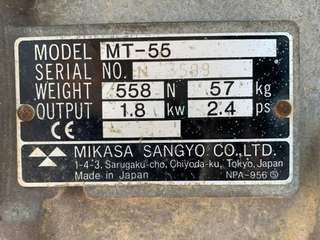 MODEL MT-55
SERIAL
NO.
WEIGHT 558 N 57 kg
OUTPUT 1.8 kw 2.4 ps
CE
MIKASA SANGYO CO., LTD.
1-4-3, Sarugaku-cho, Chiyoda-ku, Tokyo, Japan
Made in Japan NPA-956